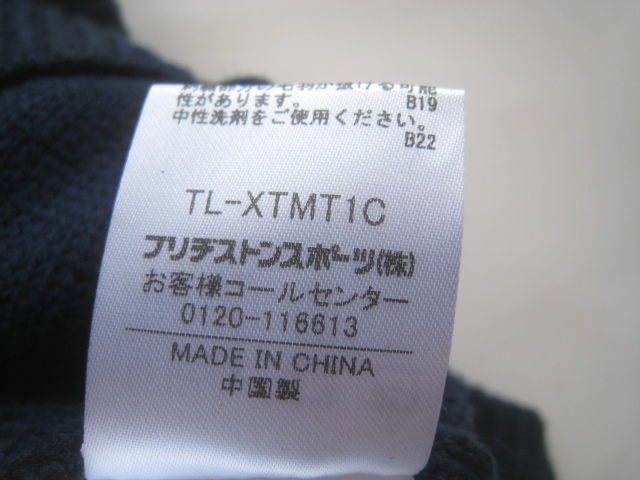 性があります。 B19
中性洗剤をご使用ください。
B22
TL-XTMT1C
ブリヂストンスポーツ(株)
お客様コールセンター
0120-116613
MADE IN CHINA
中国製